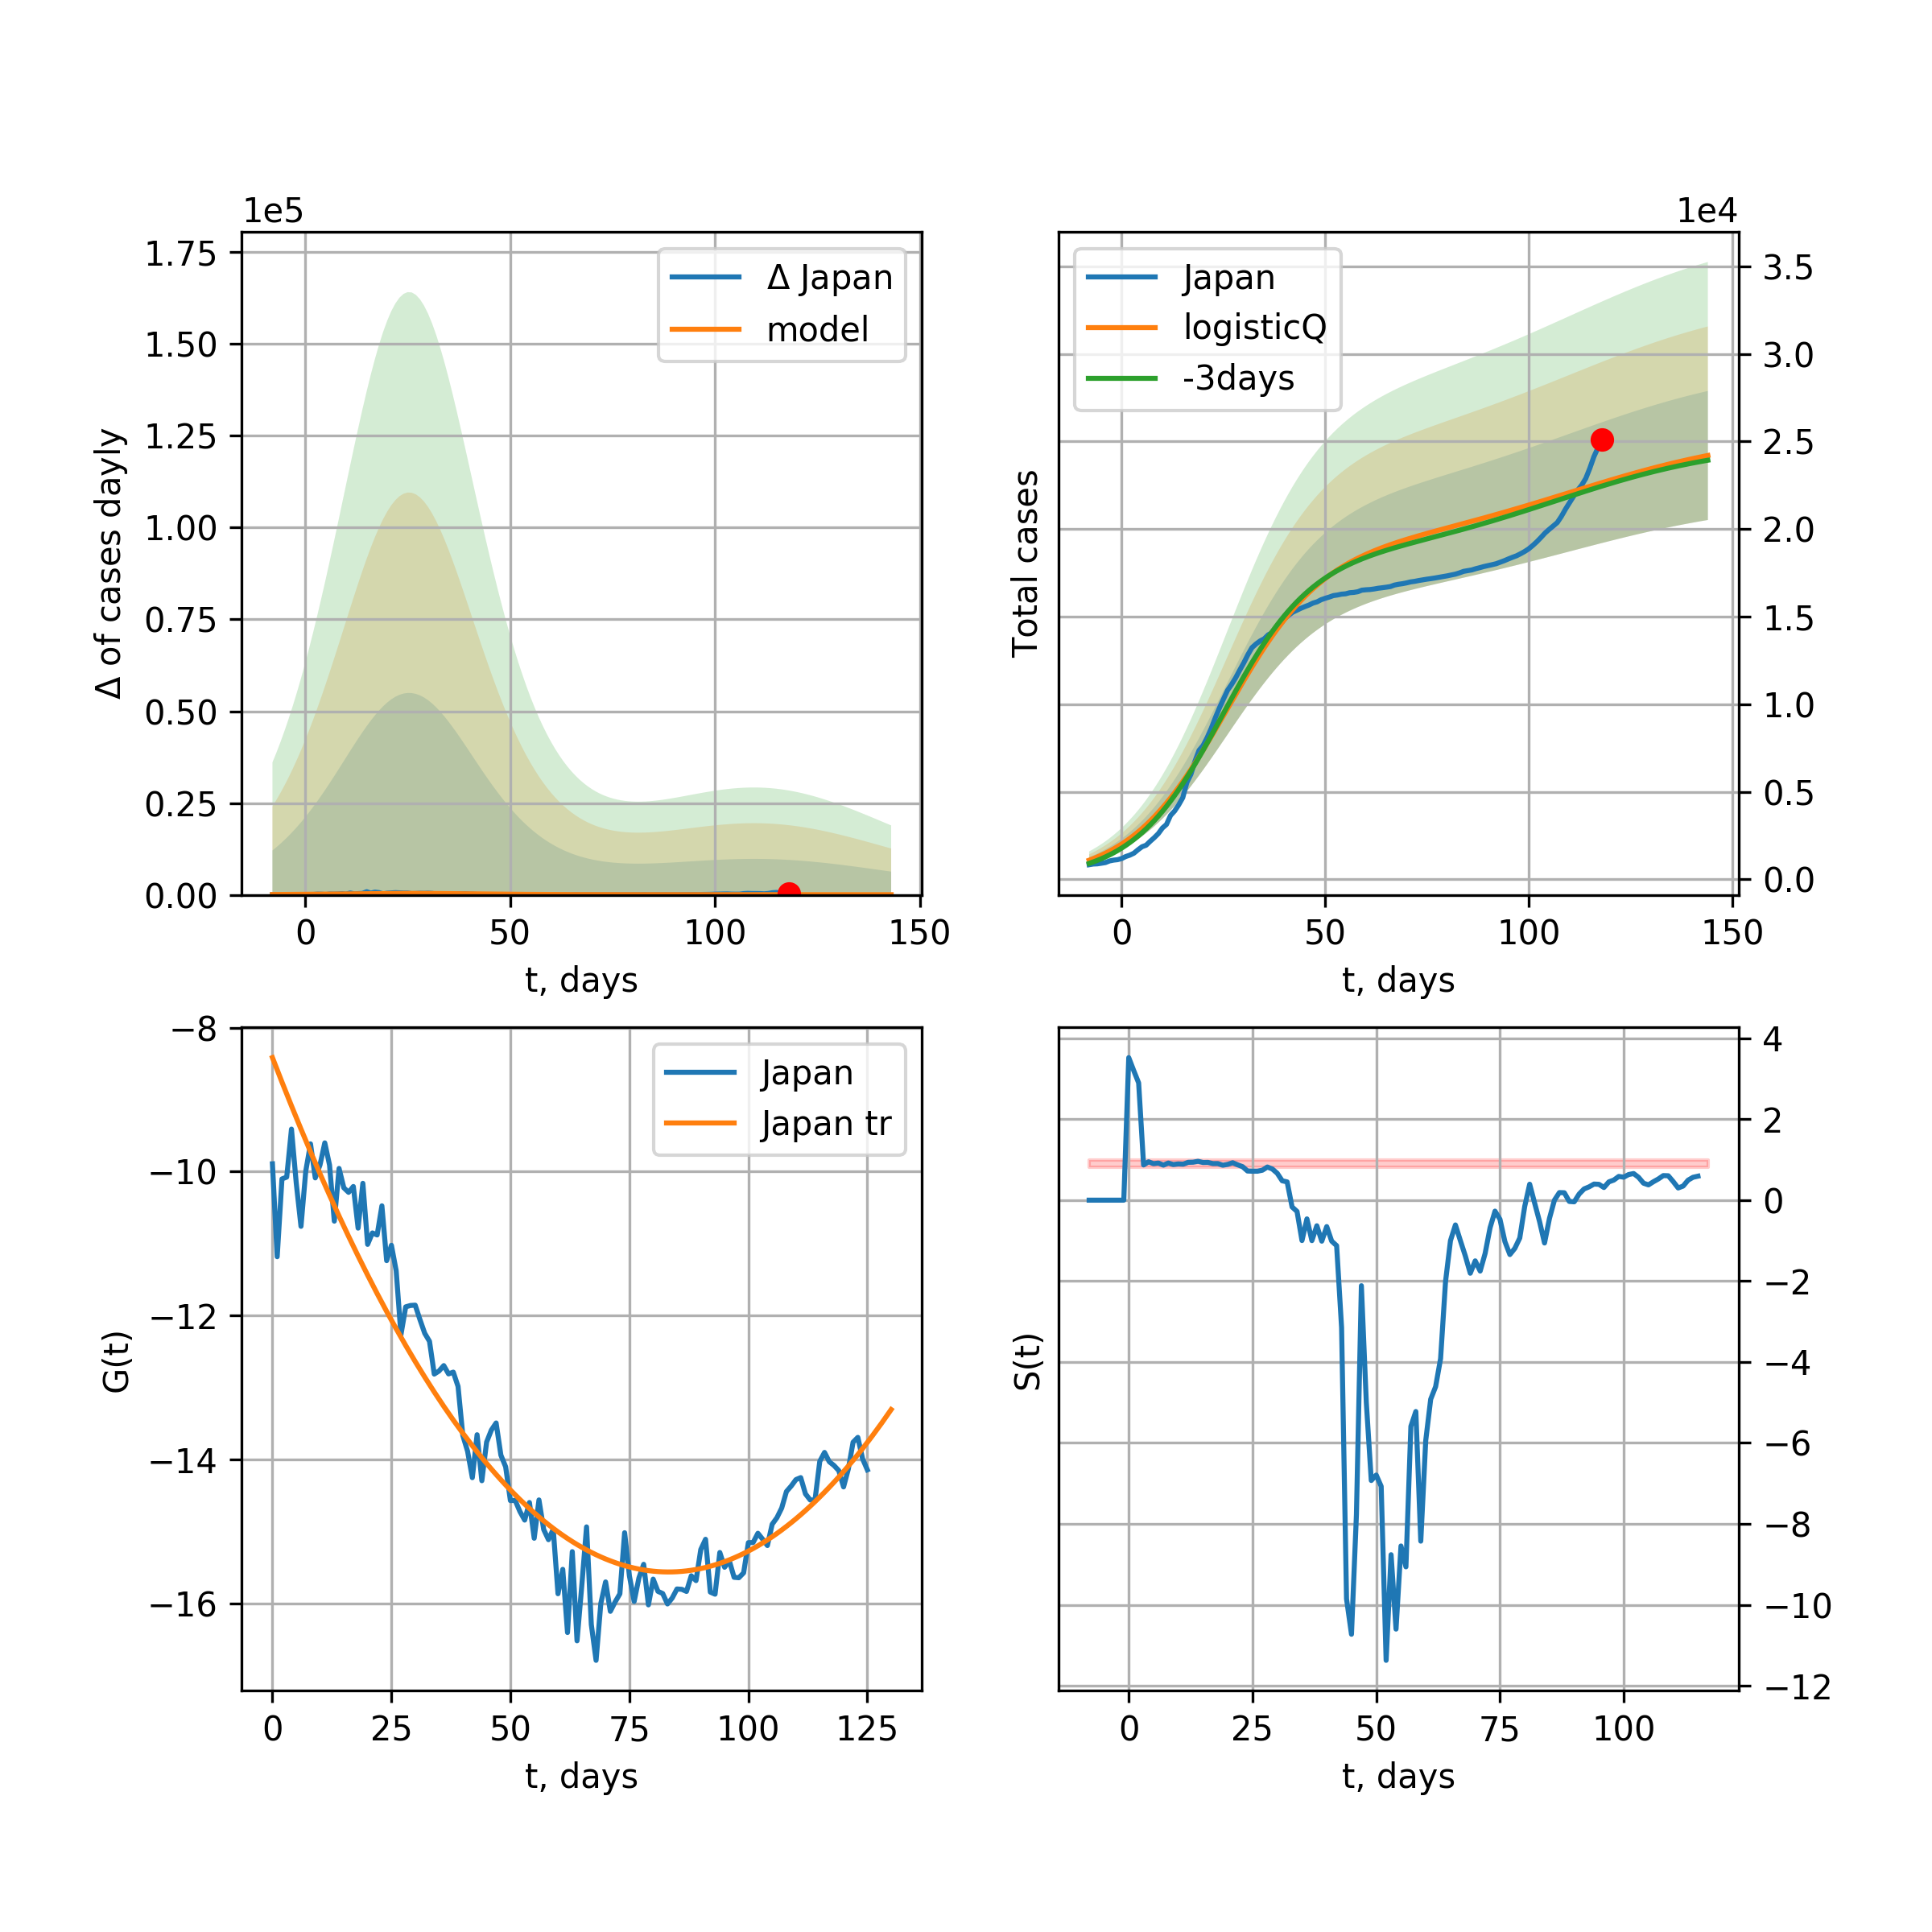 1e5
1.75
1.50
1.25
1.00
0.75
0.50
0.25
0.00
Δ of cases dayly
Δ Japan
model
0
50
100
150
t, days
1e4
Japan
logisticQ
-3days
Total cases
3.5
3.0
2.5
2.0
1.5
1.0
0.5
0.0
0
50
100
150
t, days
−8
−10
−12
−14
−16
G(t)
Japan
Japan tr
0
25
50
75
100
125
t, days
S(t)
4
2
0
−2
−4
−6
−8
−10
−12
0
25
50
75
100
t, days